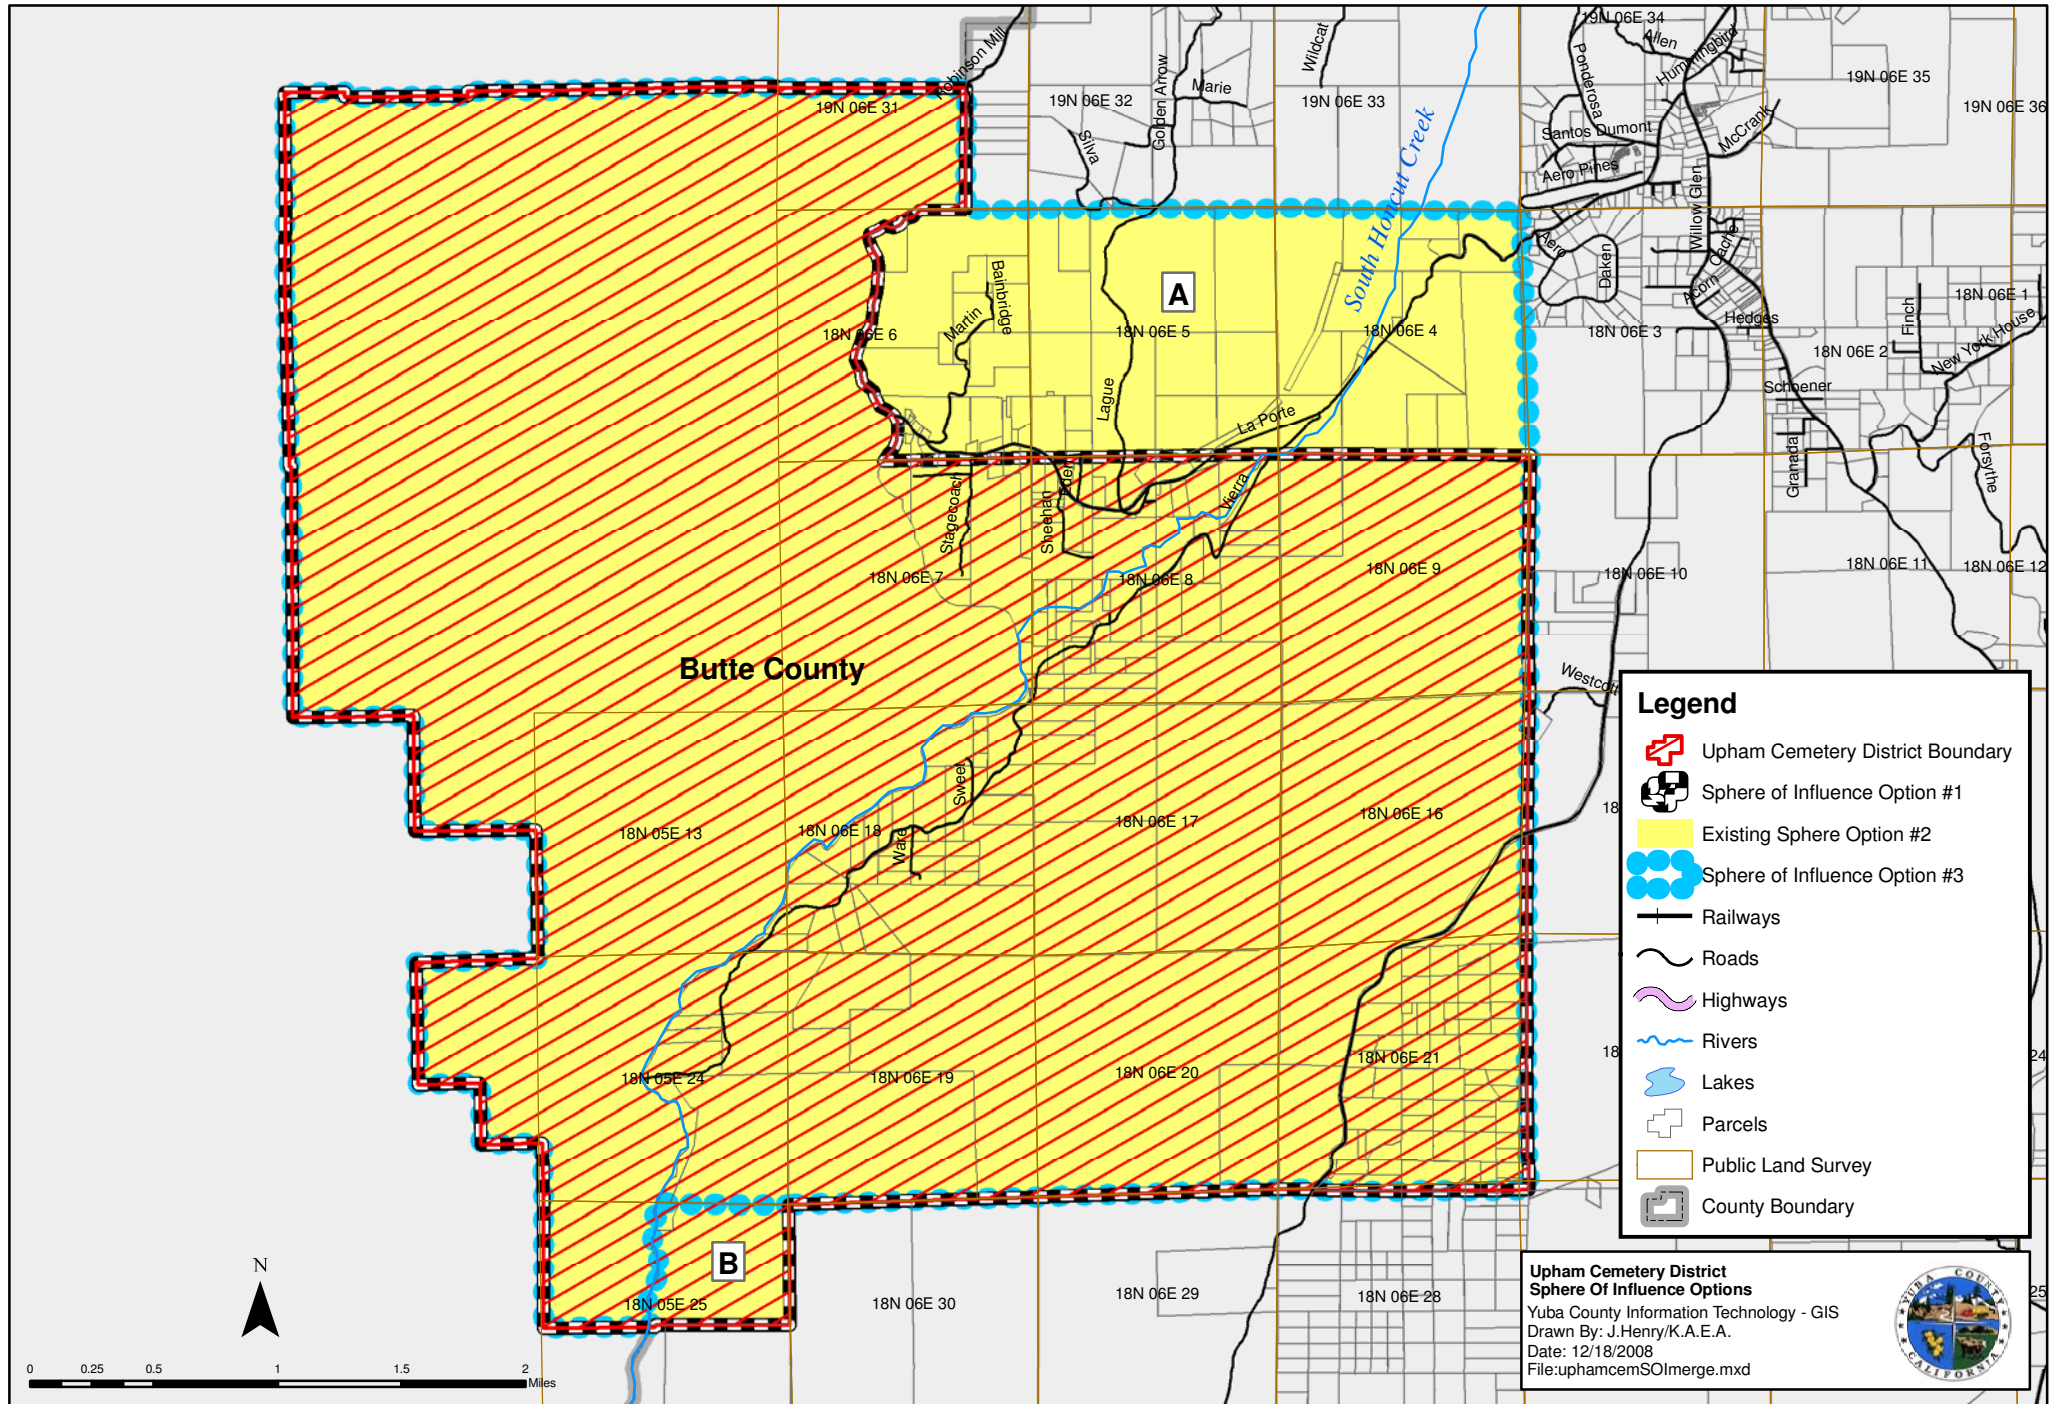 19N 06E 34
Allen
Hummingbird
Ponderosa
19N 06E 35
19N 06E 36
Robinson Mill
19N 06E 31
19N 06E 32
Golden Arrow
Marie
Silva
Wildcat
19N 06E 33
South Honcut Creek
Santos Dumont
McCrank
Aero Pines
Willow Glen
Cacher
Aero
Daken
Acorn
Hedges
18N 06E 1
Finch
New York House
18N 06E 2
18N 06E 3
18N 06E 4
A
18N 06E 5
18N 06E 6
Bainbridge
Martin
Lague
La Porte
Schoener
Granada
Forsythe
Stagecoach
Sheehan
Eden
Vierra
18N 06E 7
18N 06E 8
18N 06E 9
18N 06E 10
18N 06E 11
18N 06E 12
Butte County
Westcott
Sweet
Ware
18N 05E 13
18N 06E 18
18N 06E 17
18N 06E 16
18
18N 05E 24
18N 06E 19
18N 06E 20
18N 06E 21
18
24
B
18N 05E 25
18N 06E 30
18N 06E 29
18N 06E 28
25
Legend
Upham Cemetery District Boundary
Sphere of Influence Option #1
Existing Sphere Option #2
Sphere of Influence Option #3
Railways
Roads
Highways
Rivers
Lakes
Parcels
Public Land Survey
County Boundary
N
0 0.25 0.5 1 1.5 2
Miles
Upham Cemetery District
Sphere Of Influence Options
Yuba County Information Technology - GIS
Drawn By: J.Henry/K.A.E.A.
Date: 12/18/2008
File:uphamcemSOImerge.mxd
YUBA COUNTY
CALIFORNIA